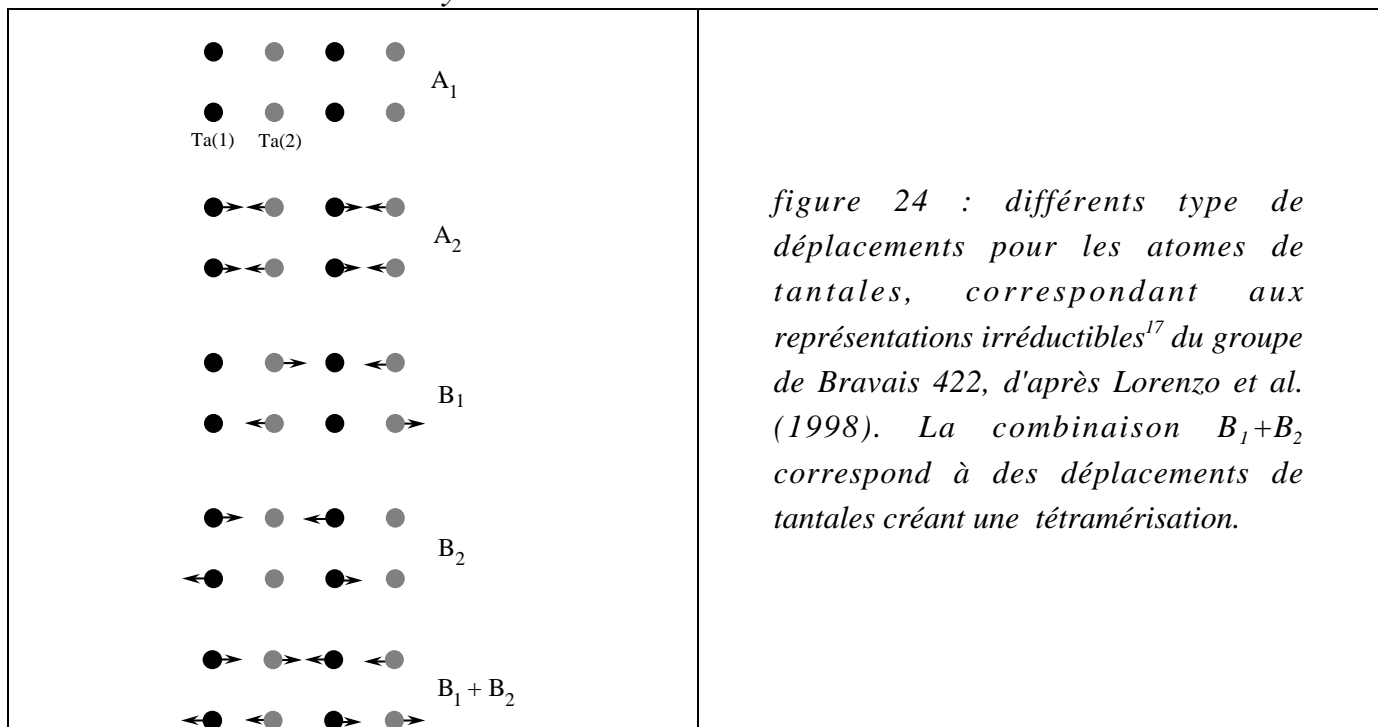 A1
Ta(1) Ta(2)
A2
B1
B2
B1 + B2
figure 24 : différents type de
déplacements pour les atomes de
tantales, correspondant aux
représentations irréductibles17 du groupe
de Bravais 422, d'après Lorenzo et al.
(1998). La combinaison B1+B2
correspond à des déplacements de
tantales créant une tétramérisation.